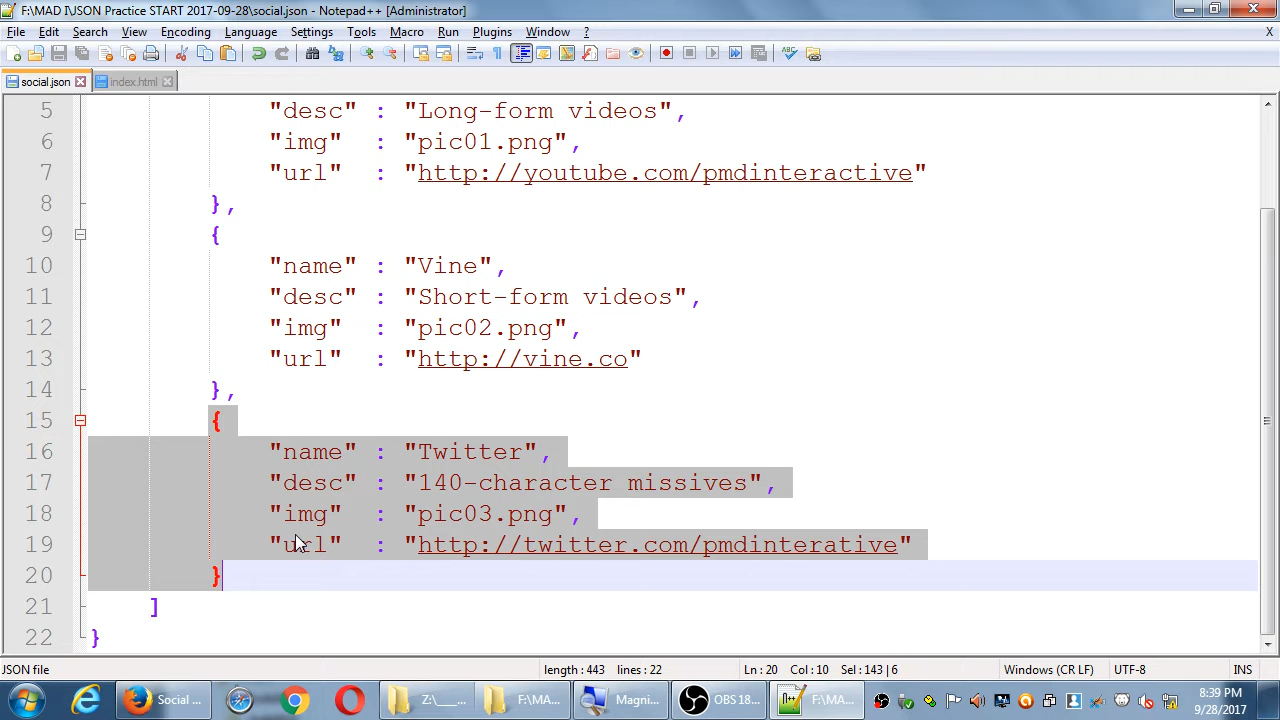 F:\MAD I\JSON Practice START 2017-09-28\social.json - Notepad++ [Administrator]
File Edit Search View Encoding Language Settings Tools Macro Run Plugins Window ? X
social.json index.html
5 "desc" : "Long-form videos",
6 "img" : "pic01.png",
7 "url" : "http://youtube.com/pmdinteractive"
8 },
9 {
10 "name" : "Vine",
11 "desc" : "Short-form videos",
12 "img" : "pic02.png",
13 "url" : "http://vine.co"
14 },
15 {
16 "name" : "Twitter",
17 "desc" : "140-character missives",
18 "img" : "pic03.png",
19 "url" : "http://twitter.com/pmdinterative"
20 }
21 ]
22 }
JSON file length : 443 lines : 22 Ln : 20 Col : 10 Sel : 143 | 6 Windows (CR LF) UTF-8 INS
Social ... Z:\___... F:\MA... Magni... OBS 18... F:\MA... 8:39 PM
9/28/2017